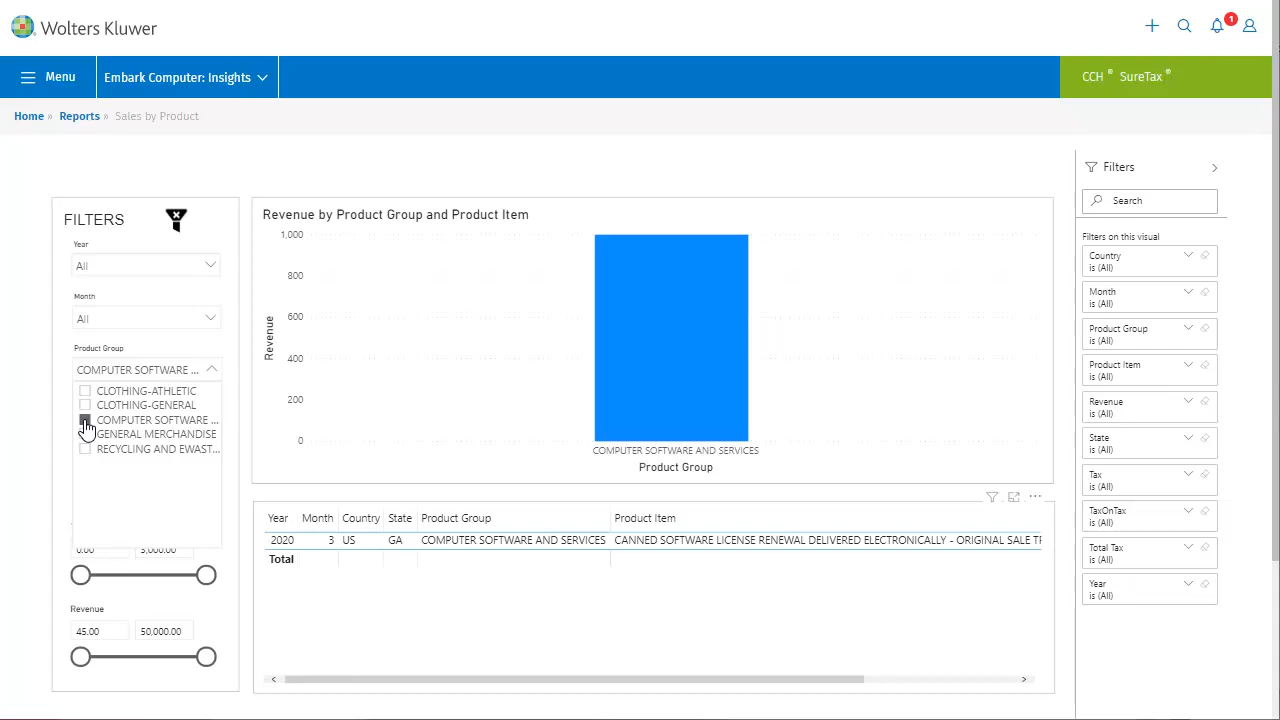 Wolters Kluwer
1
Menu
Embark Computer: Insights
CCH ® SureTax ®
Home » Reports » Sales by Product
FILTERS
Year
All
Month
All
Product Group
COMPUTER SOFTWARE ...
CLOTHING-ATHLETIC
CLOTHING-GENERAL
COMPUTER SOFTWARE ...
GENERAL MERCHANDISE
RECYCLING AND EWAST...
0.00 5,000.00
Revenue
45.00 50,000.00
Revenue by Product Group and Product Item
1,000
800
600
400
200
0
Revenue
COMPUTER SOFTWARE AND SERVICES
Product Group
Year Month Country State Product Group Product Item
2020 3 US GA COMPUTER SOFTWARE AND SERVICES CANNED SOFTWARE LICENSE RENEWAL DELIVERED ELECTRONICALLY - ORIGINAL SALE
Total
Filters
Search
Filters on this visual
Country
is (All)
Month
is (All)
Product Group
is (All)
Product Item
is (All)
Revenue
is (All)
State
is (All)
Tax
is (All)
TaxOnTax
is (All)
Total Tax
is (All)
Year
is (All)